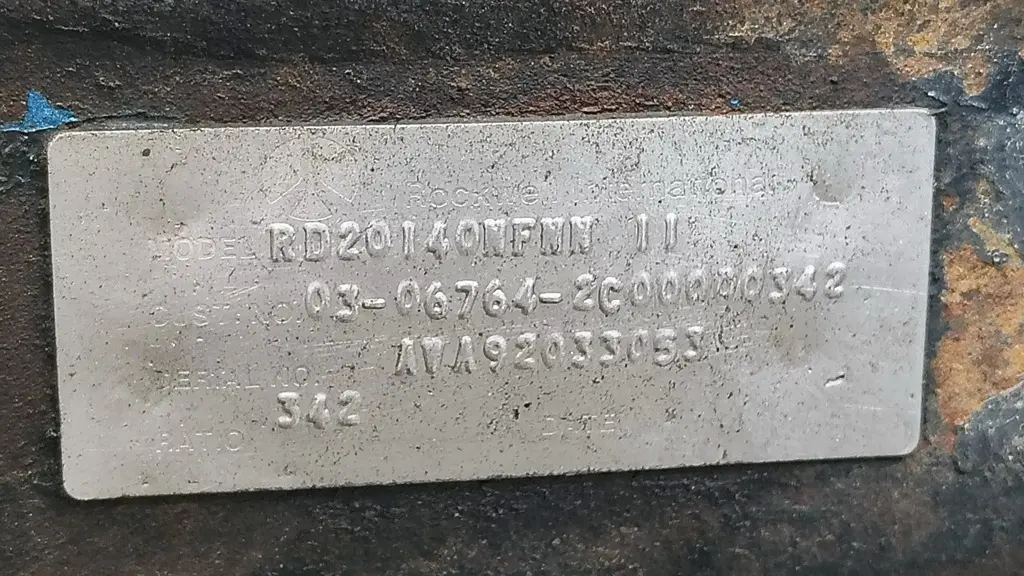 Rockwell International
MODEL RD20140NFNN 11
CUST. NO. 03-06764-2C00000342
SERIAL NO. AVA92033053
342
RATIO DATE